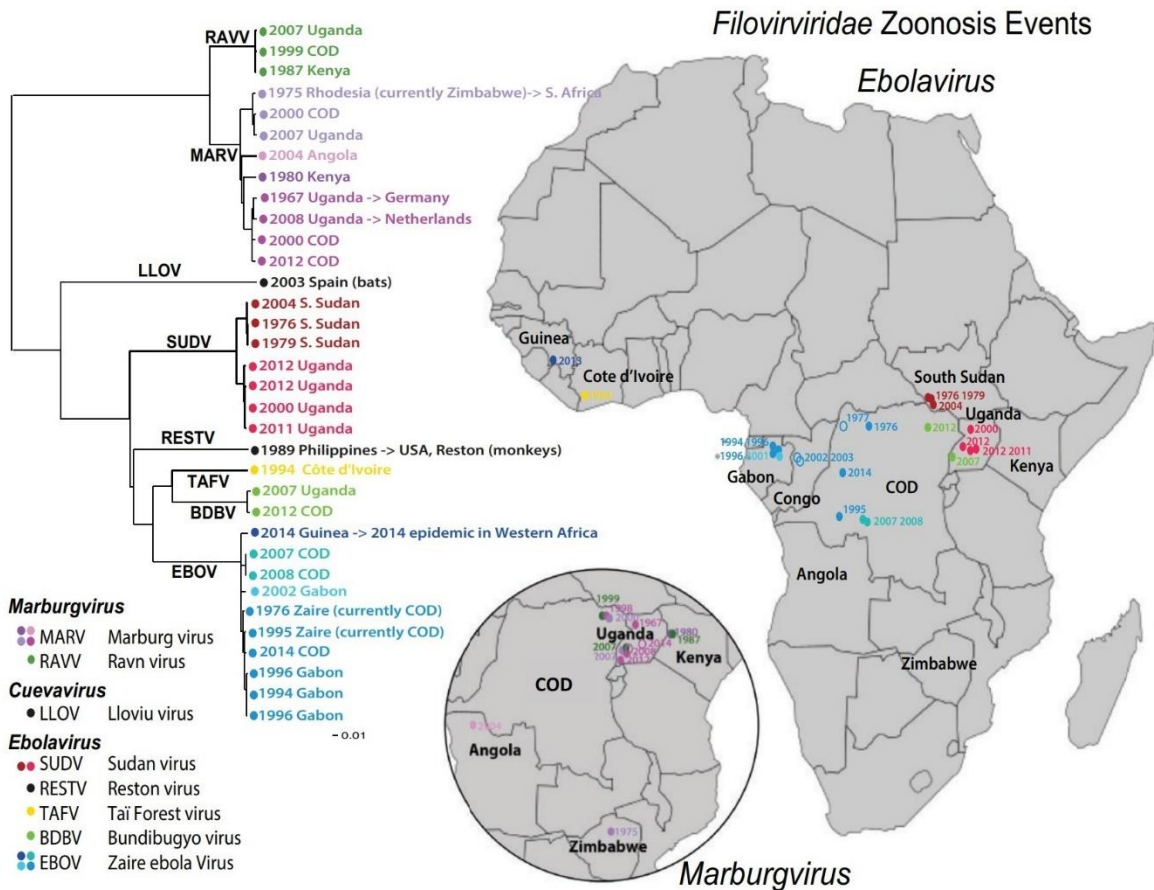 Filovirviridae Zoonosis Events
Ebolavirus
RAVV
2007 Uganda
1999 COD
1987 Kenya
MARV
1975 Rhodesia (currently Zimbabwe)-> S. Africa
2000 COD
2007 Uganda
2004 Angola
1980 Kenya
1967 Uganda -> Germany
2008 Uganda -> Netherlands
2000 COD
2012 COD
LLOV
2003 Spain (bats)
SUDV
2004 S. Sudan
1976 S. Sudan
1979 S. Sudan
2012 Uganda
2012 Uganda
2000 Uganda
2011 Uganda
RESTV
1989 Philippines -> USA, Reston (monkeys)
TAFV
1994 Côte d'Ivoire
BDBV
2007 Uganda
2012 COD
EBOV
2014 Guinea -> 2014 epidemic in Western Africa
2007 COD
2008 COD
2002 Gabon
1976 Zaire (currently COD)
1995 Zaire (currently COD)
2014 COD
1996 Gabon
1994 Gabon
1996 Gabon
0.01
Marburgvirus
MARV Marburg virus
RAVV Ravn virus
Cuevavirus
LLOV Lloviu virus
Ebolavirus
SUDV Sudan virus
RESTV Reston virus
TAFV Taï Forest virus
BDBV Bundibugyo virus
EBOV Zaire ebola Virus
Guinea
2013
Cote d'Ivoire
South Sudan
1976 1979
2004
Uganda
2000
2012
2012
2012 2011
2007
Kenya
1977
1976
1994 1996
1996
2002 2003
Gabon
Congo
2014
COD
1995
2007 2008
Angola
Zimbabwe
1999
1998
1967
Uganda
1980
1987
2014
2007
2007
Kenya
COD
2004
Angola
1975
Zimbabwe
Marburgvirus